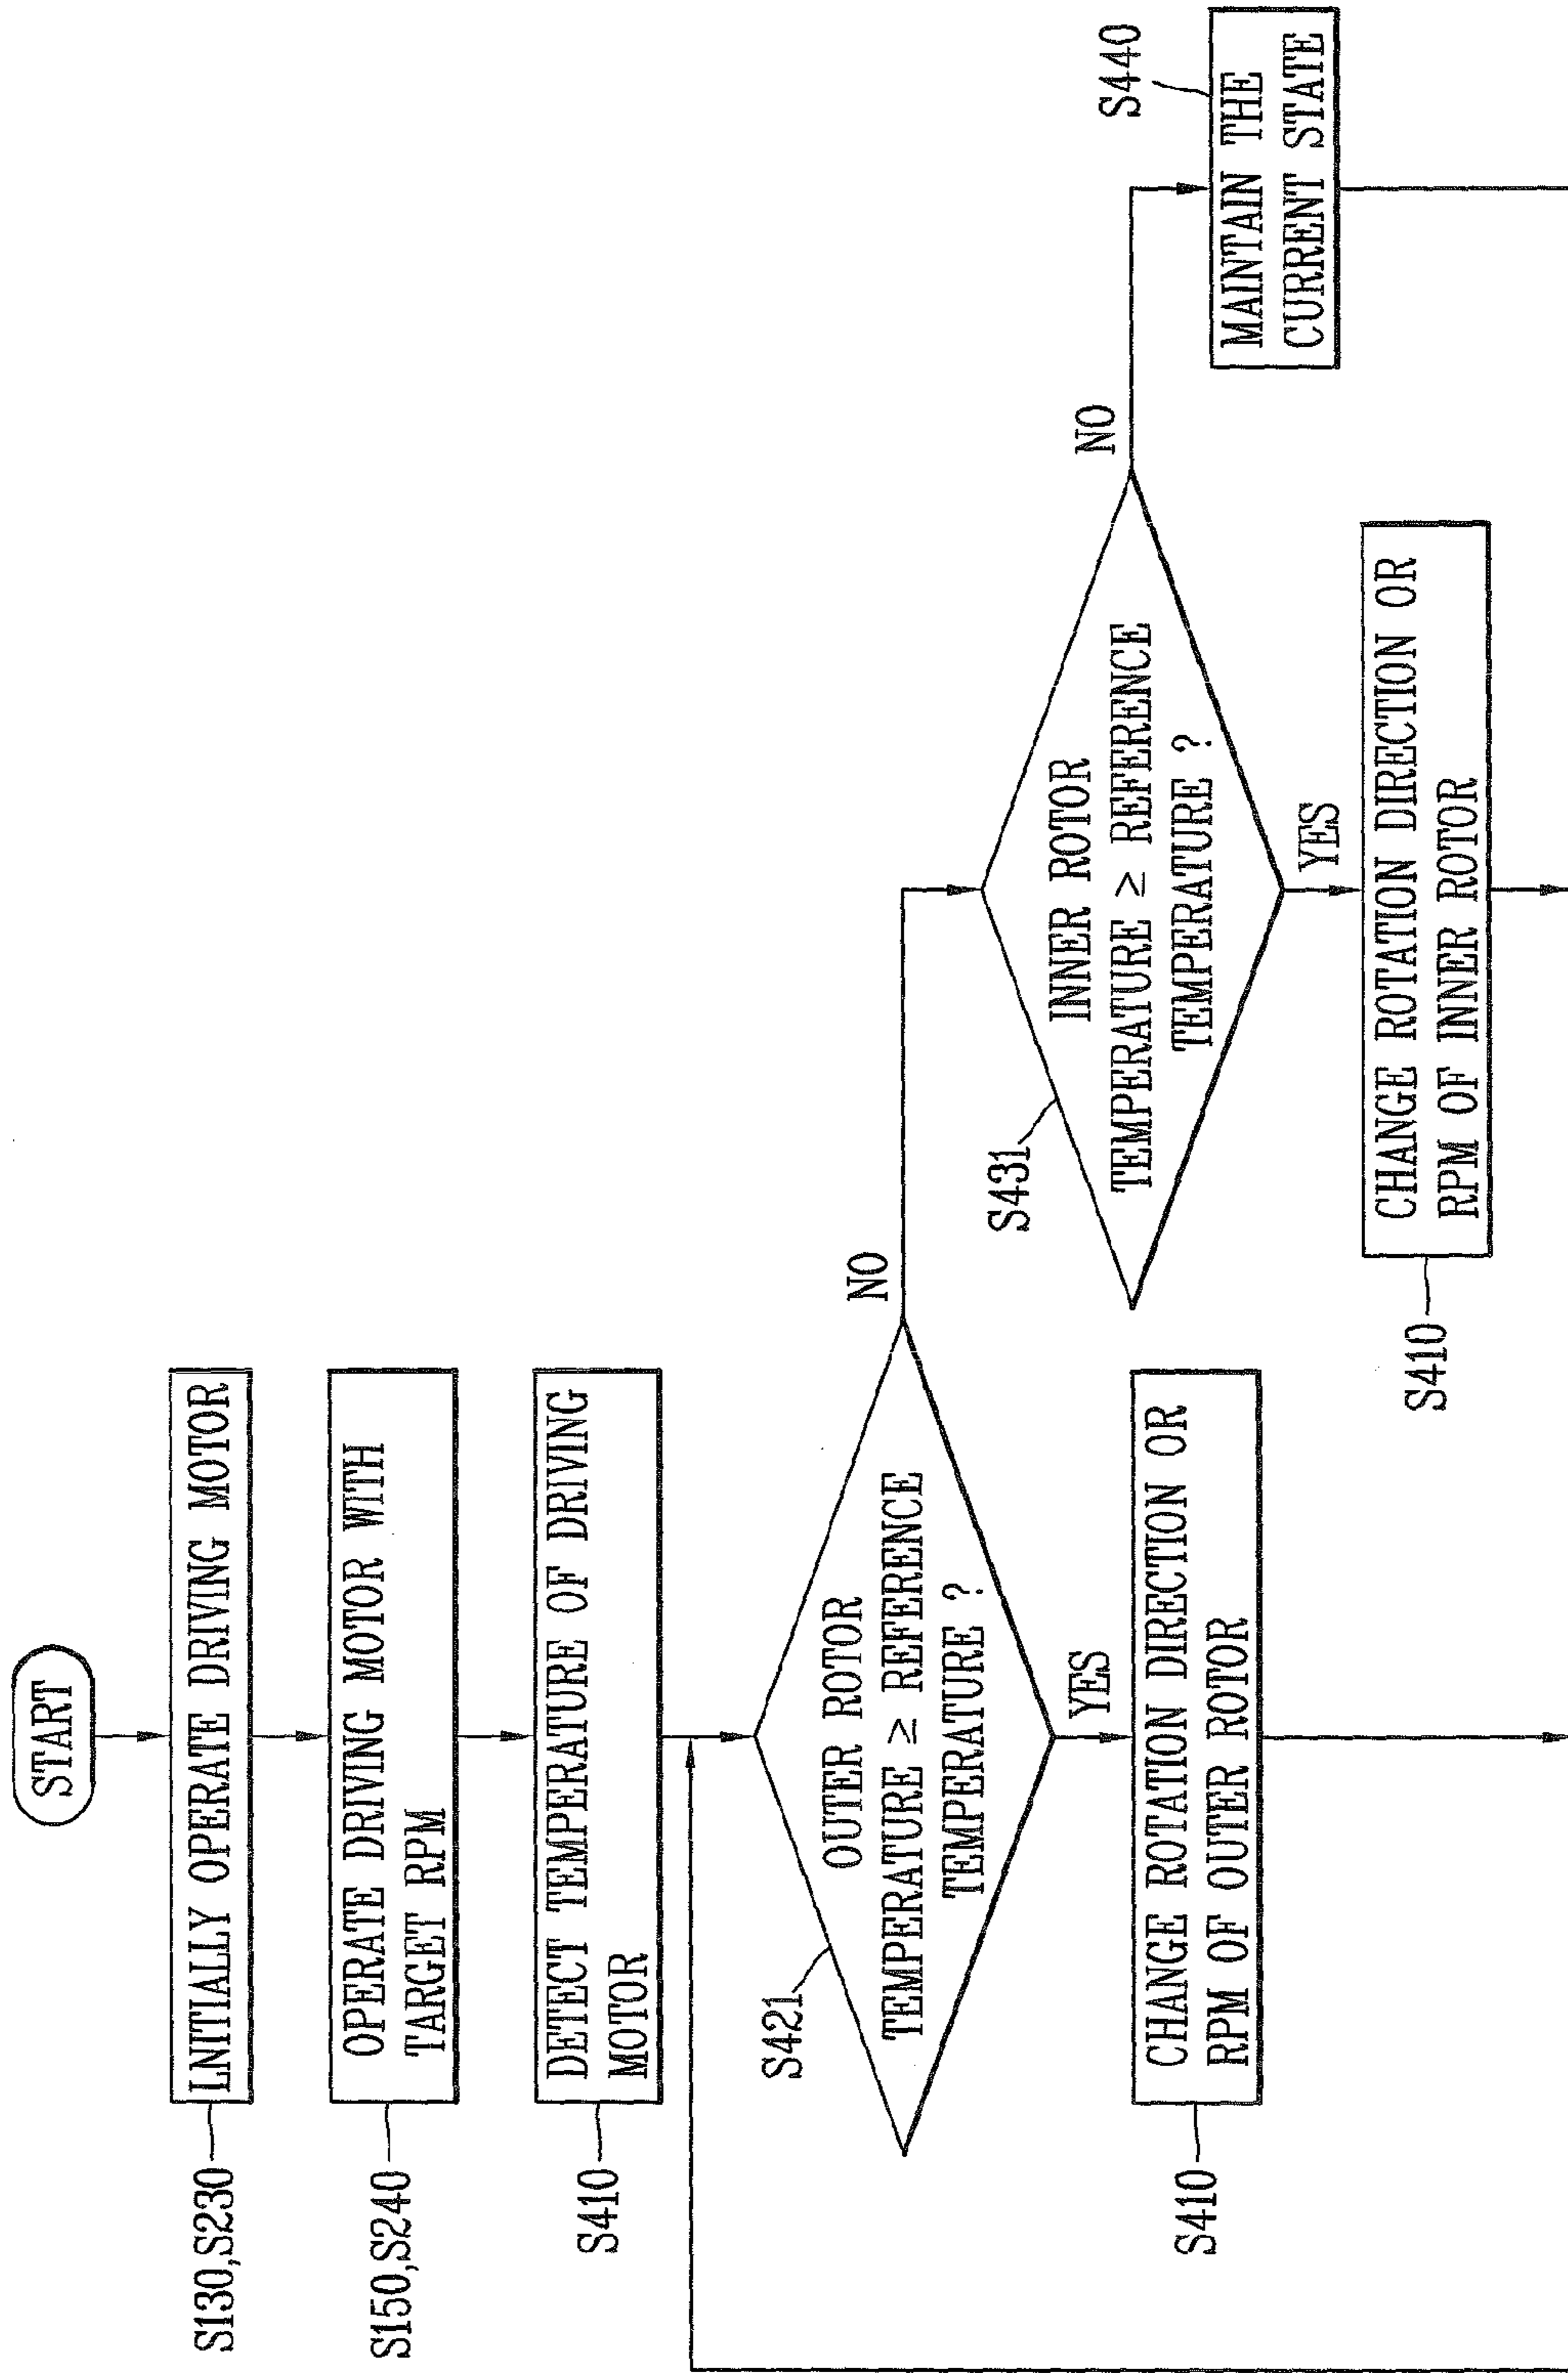 START
S130,S230
LNITIALLY OPERATE DRIVING MOTOR
S150,S240
OPERATE DRIVING MOTOR WITH
TARGET RPM
S410
DETECT TEMPERATURE OF DRIVING
MOTOR
S421
OUTER ROTOR
TEMPERATURE ≥ REFERENCE
TEMPERATURE ?
NO
YES
S410
CHANGE ROTATION DIRECTION OR
RPM OF OUTER ROTOR
S431
INNER ROTOR
TEMPERATURE ≥ REFERENCE
TEMPERATURE ?
NO
YES
S410
CHANGE ROTATION DIRECTION OR
RPM OF INNER ROTOR
S440
MAINTAIN THE
CURRENT STATE